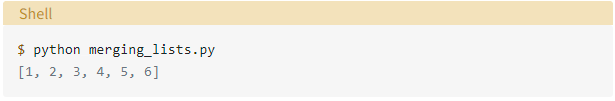 Shell
$ python merging_lists.py
[1, 2, 3, 4, 5, 6]